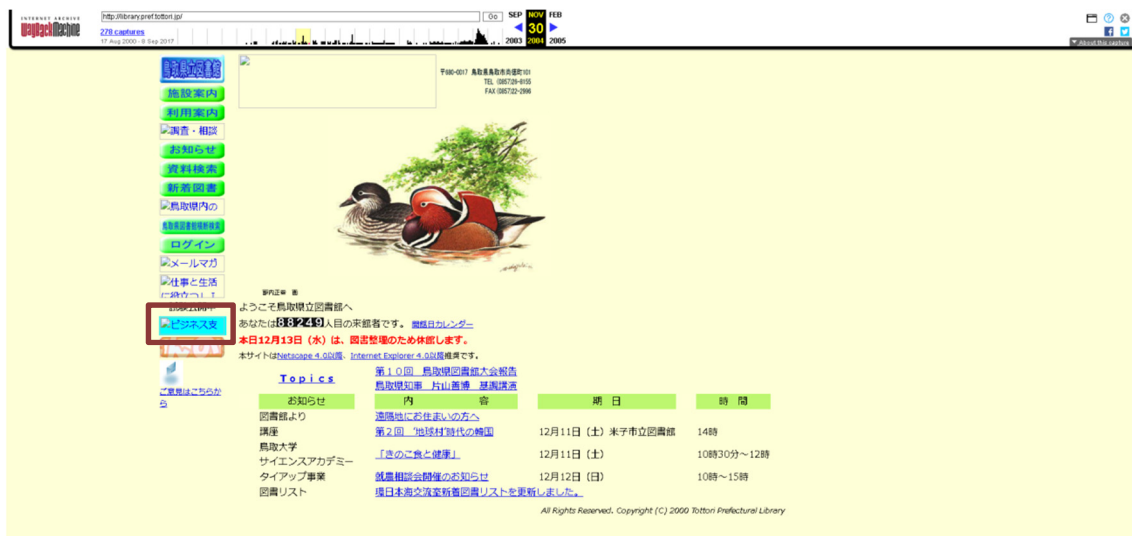 INTERNET ARCHIVE
WayBackMachine
http://library.pref.tottori.jp/
Go
SEP NOV FEB
30
2003 2004 2005
278 captures
17 Aug 2000 - 9 Sep 2017
▼ About this capture
鳥取県立図書館
施設案内
利用案内
調査・相談
お知らせ
資料検索
新着図書
鳥取県内の
鳥取県図書館横断検索
ログイン
メールマガ
仕事と生活
ビジネス支
ご意見はこちらか
ら
〒680-0017 鳥取県鳥取市尚徳町101
TEL (0857)26-8155
FAX (0857)22-2996
ようこそ鳥取県立図書館へ
あなたは88249人目の来館者です。 開館日カレンダー
本日12月13日（水）は、図書整理のため休館します。
本サイトはNetscape 4.0以降、Internet Explorer 4.0以降推奨です。
Topics
第１０回 鳥取県図書館大会報告
鳥取県知事 片山善博 基調講演
お知らせ 内 容 期 日 時 間
図書館より 遠隔地にお住まいの方へ
講座 第２回 '地球村'時代の韓国 12月11日（土）米子市立図書館 14時
鳥取大学
サイエンスアカデミー 「きのこ食と健康」 12月11日（土） 10時30分～12時
タイアップ事業 就農相談会開催のお知らせ 12月12日（日） 10時～15時
図書リスト 環日本海交流室新着図書リストを更新しました。
All Rights Reserved. Copyright (C) 2000 Tottori Prefectural Library